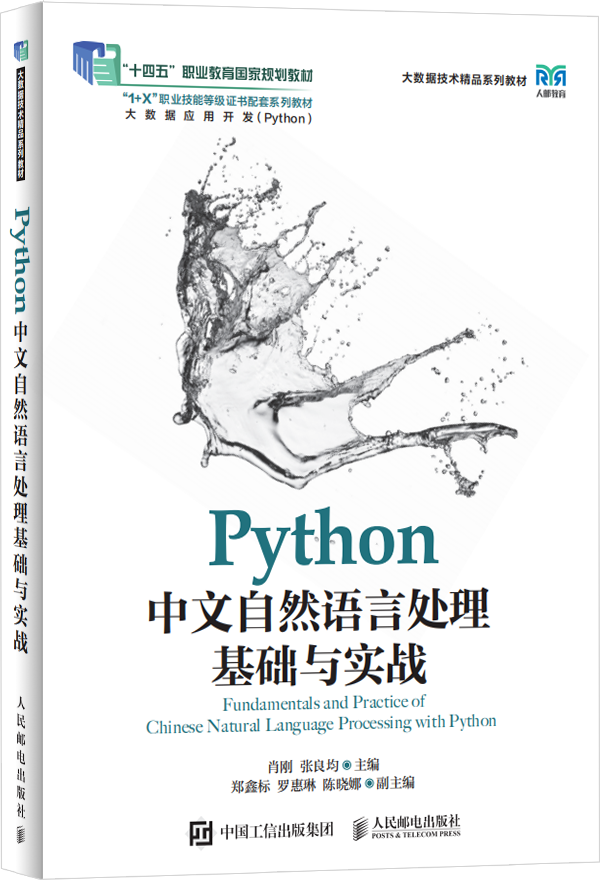 大数据技术精品系列教材
Python 中文自然语言处理基础与实战
人民邮电出版社
“十四五”职业教育国家规划教材
“1+X”职业技能等级证书配套系列教材
大数据应用开发(Python)
大数据技术精品系列教材
人邮教育
Python
中文自然语言处理
基础与实战
Fundamentals and Practice of
Chinese Natural Language Processing with Python
肖刚 张良均 ◉ 主编
郑鑫标 罗惠琳 陈晓娜 ◉ 副主编
中国工信出版集团
人民邮电出版社
POSTS & TELECOM PRESS